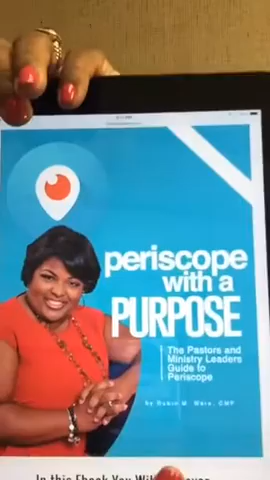 periscope
with a
PURPOSE
The Pastors and
Ministry Leaders
Guide to
Periscope
In this Ebook You Will